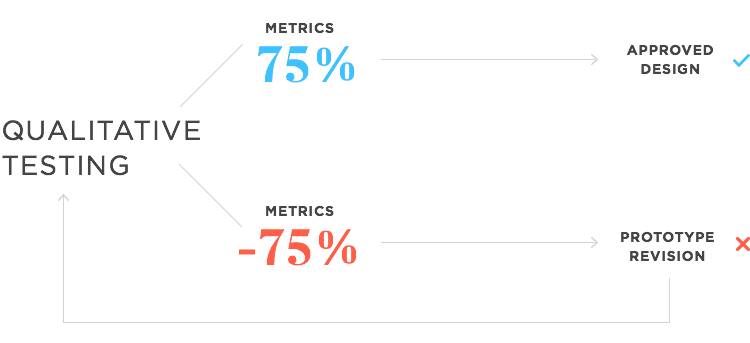 QUALITATIVE
TESTING
METRICS
75%
APPROVED
DESIGN
METRICS
-75%
PROTOTYPE
REVISION